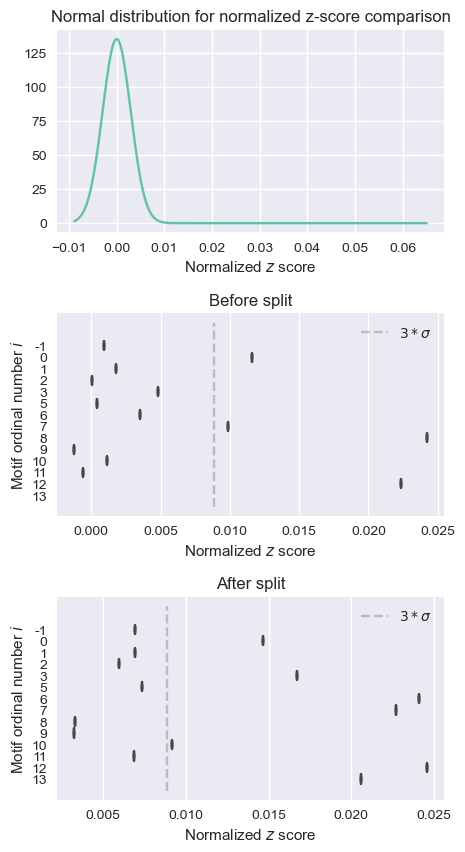 Normal distribution for normalized z-score comparison
125
100
75
50
25
0
−0.01 0.00 0.01 0.02 0.03 0.04 0.05 0.06
Normalized z score
Before split
Motif ordinal number i
-1
0
1
2
3
5
6
7
8
9
10
11
12
13
3 * σ
0.000 0.005 0.010 0.015 0.020 0.025
Normalized z score
After split
Motif ordinal number i
-1
0
1
2
3
5
6
7
8
9
10
11
12
13
3 * σ
0.005 0.010 0.015 0.020 0.025
Normalized z score